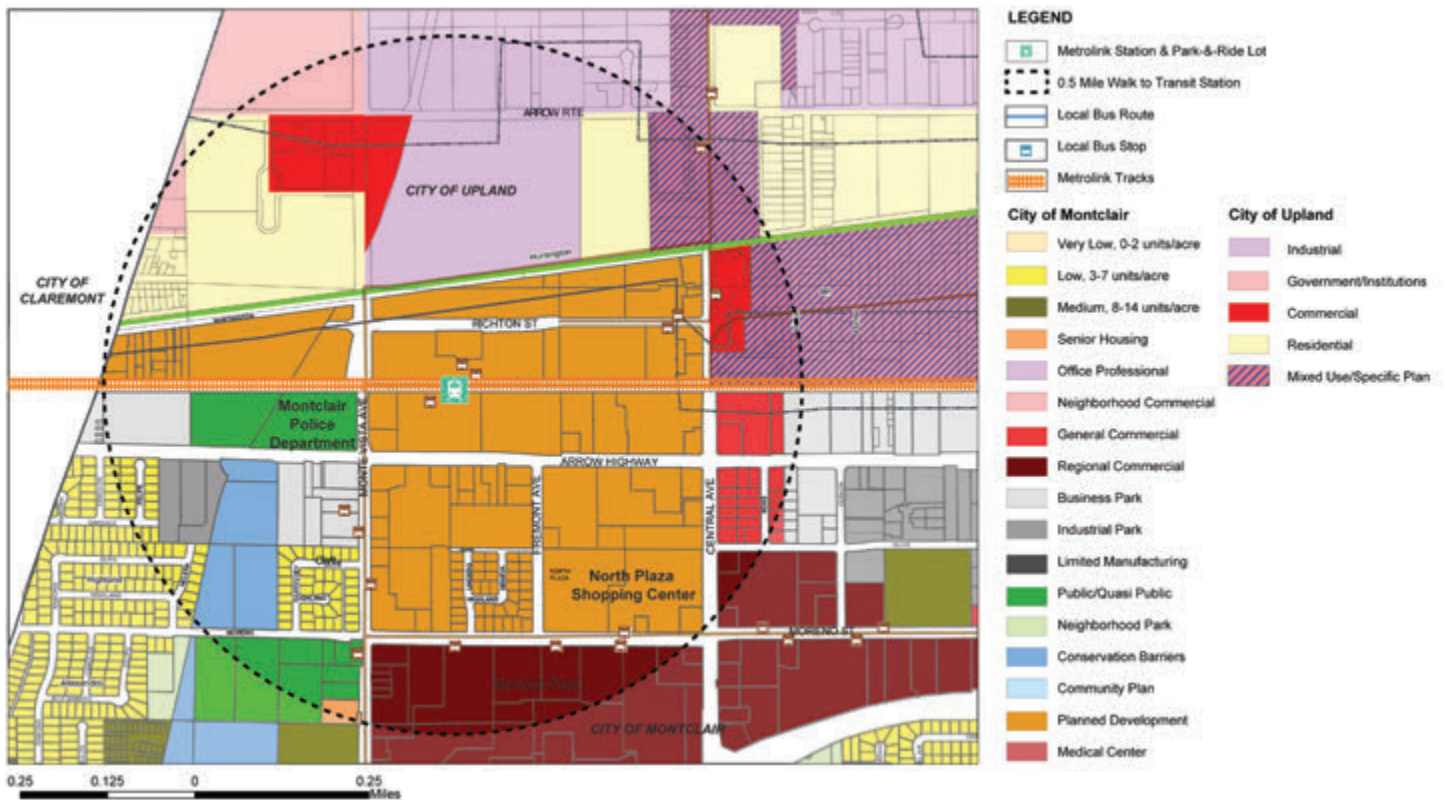 ARROW RTE
CITY OF UPLAND
Huntington
CITY OF
CLAREMONT
RICHTON ST
Montclair
Police
Department
MONTE VISTA AVE
ARROW HIGHWAY
FREMONT AVE
CENTRAL AVE
North Plaza
Shopping Center
NORTH
PLAZA
MORENO
MORENO ST
CITY OF MONTCLAIR
0.25
0.125
0
0.25
Miles
LEGEND
Metrolink Station & Park-&-Ride Lot
0.5 Mile Walk to Transit Station
Local Bus Route
Local Bus Stop
Metrolink Tracks
City of Montclair
Very Low, 0-2 units/acre
Low, 3-7 units/acre
Medium, 8-14 units/acre
Senior Housing
Office Professional
Neighborhood Commercial
General Commercial
Regional Commercial
Business Park
Industrial Park
Limited Manufacturing
Public/Quasi Public
Neighborhood Park
Conservation Barriers
Community Plan
Planned Development
Medical Center
City of Upland
Industrial
Government/Institutions
Commercial
Residential
Mixed Use/Specific Plan